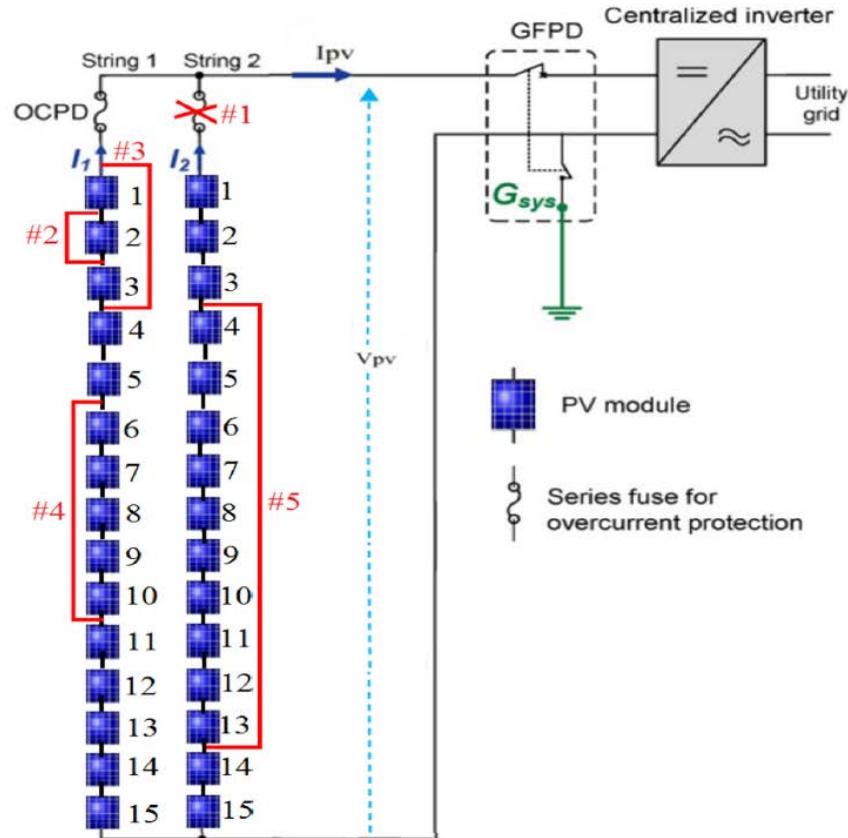 Centralized inverter
GFPD
String 1
String 2
Ipv
Utility
grid
OCPD
#1
I1
#3
I2
Gsys
1
1
#2
2
2
3
3
4
4
Vpv
5
5
PV module
6
6
7
7
#4
8
8
#5
Series fuse for
overcurrent protection
9
9
10
10
11
11
12
12
13
13
14
14
15
15